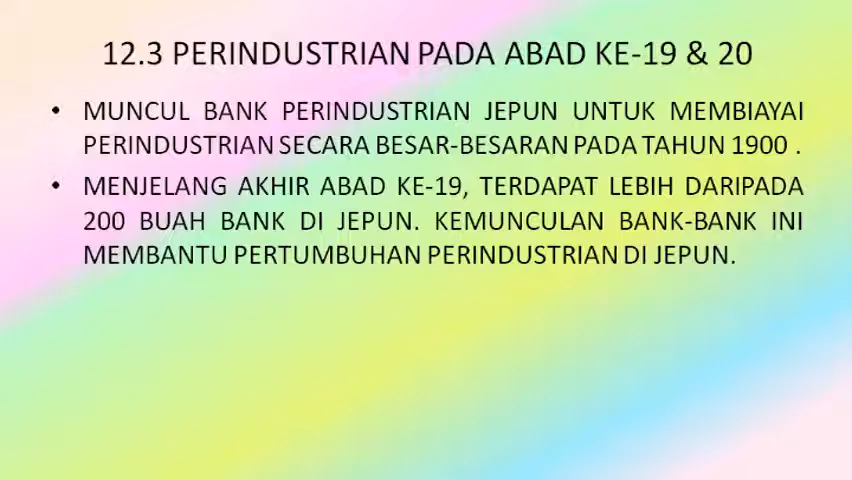 12.3 PERINDUSTRIAN PADA ABAD KE-19 & 20
• MUNCUL BANK PERINDUSTRIAN JEPUN UNTUK MEMBIAYAI
PERINDUSTRIAN SECARA BESAR-BESARAN PADA TAHUN 1900 .
• MENJELANG AKHIR ABAD KE-19, TERDAPAT LEBIH DARIPADA
200 BUAH BANK DI JEPUN. KEMUNCULAN BANK-BANK INI
MEMBANTU PERTUMBUHAN PERINDUSTRIAN DI JEPUN.